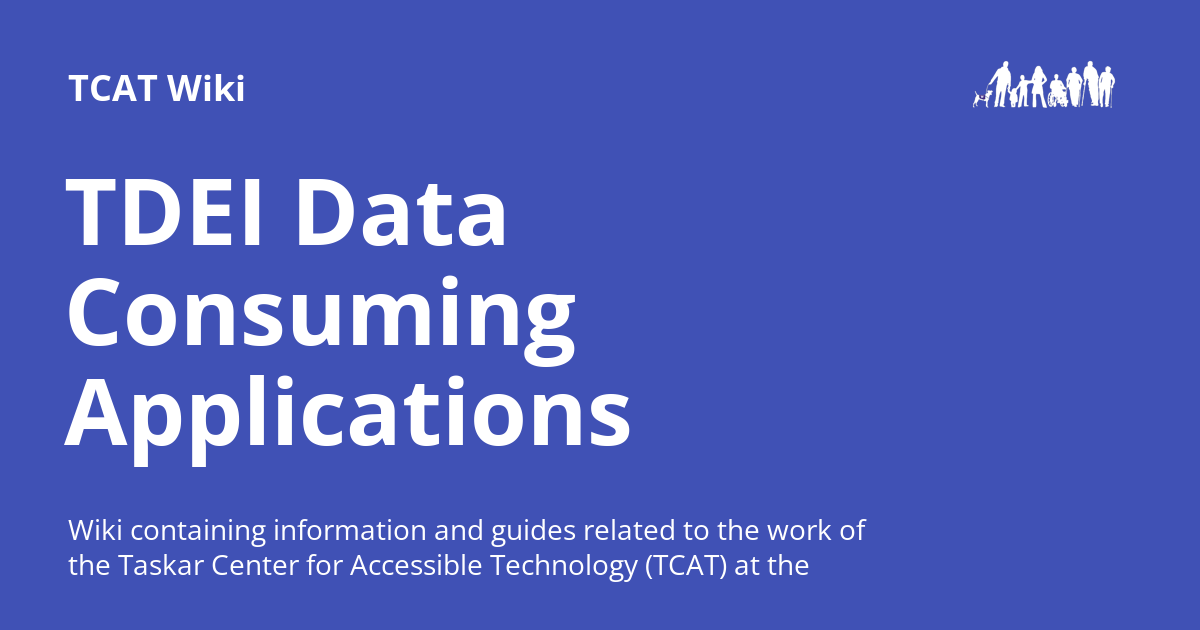 TCAT Wiki
TDEI Data
Consuming
Applications
Wiki containing information and guides related to the work of
the Taskar Center for Accessible Technology (TCAT) at the